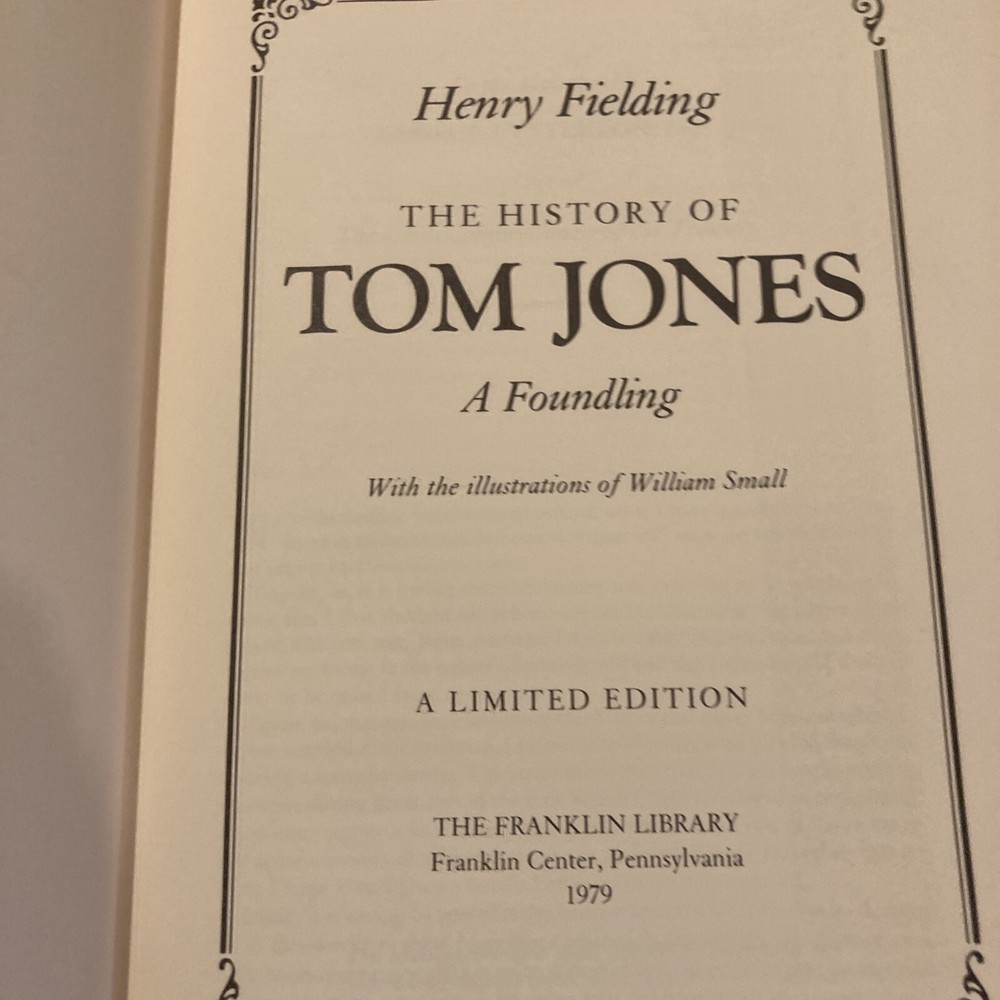 Henry Fielding
THE HISTORY OF
TOM JONES
A Foundling
With the illustrations of William Small
A LIMITED EDITION
THE FRANKLIN LIBRARY
Franklin Center, Pennsylvania
1979